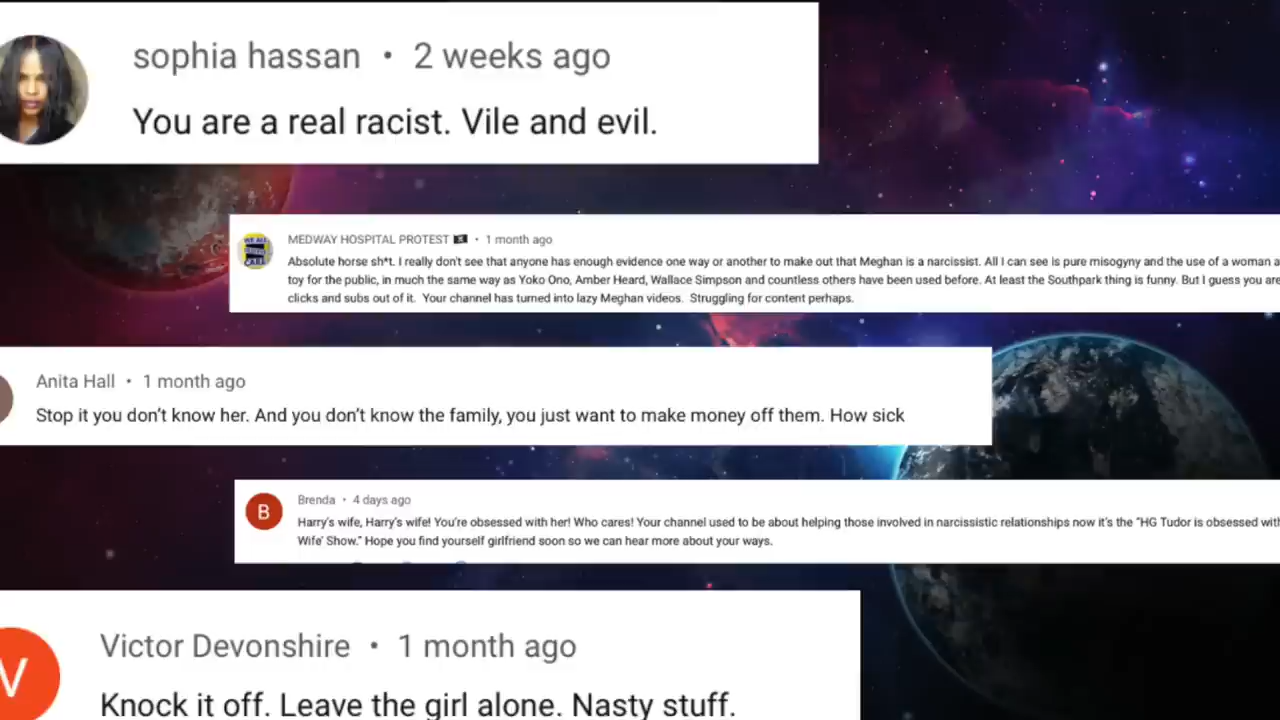 sophia hassan • 2 weeks ago
You are a real racist. Vile and evil.
MEDWAY HOSPITAL PROTEST 🏴‍☠️ • 1 month ago
Absolute horse sh*t. I really don't see that anyone has enough evidence one way or another to make out that Meghan is a narcissist. All I can see is pure misogyny and the use of a woman a
toy for the public, in much the same way as Yoko Ono, Amber Heard, Wallace Simpson and countless others have been used before. At least the Southpark thing is funny. But I guess you are
clicks and subs out of it. Your channel has turned into lazy Meghan videos. Struggling for content perhaps.
Anita Hall • 1 month ago
Stop it you don't know her. And you don't know the family, you just want to make money off them. How sick
B
Brenda • 4 days ago
Harry's wife, Harry's wife! You're obsessed with her! Who cares! Your channel used to be about helping those involved in narcissistic relationships now it's the "HG Tudor is obsessed with
Wife' Show." Hope you find yourself girlfriend soon so we can hear more about your ways.
V
Victor Devonshire • 1 month ago
Knock it off. Leave the girl alone. Nasty stuff.